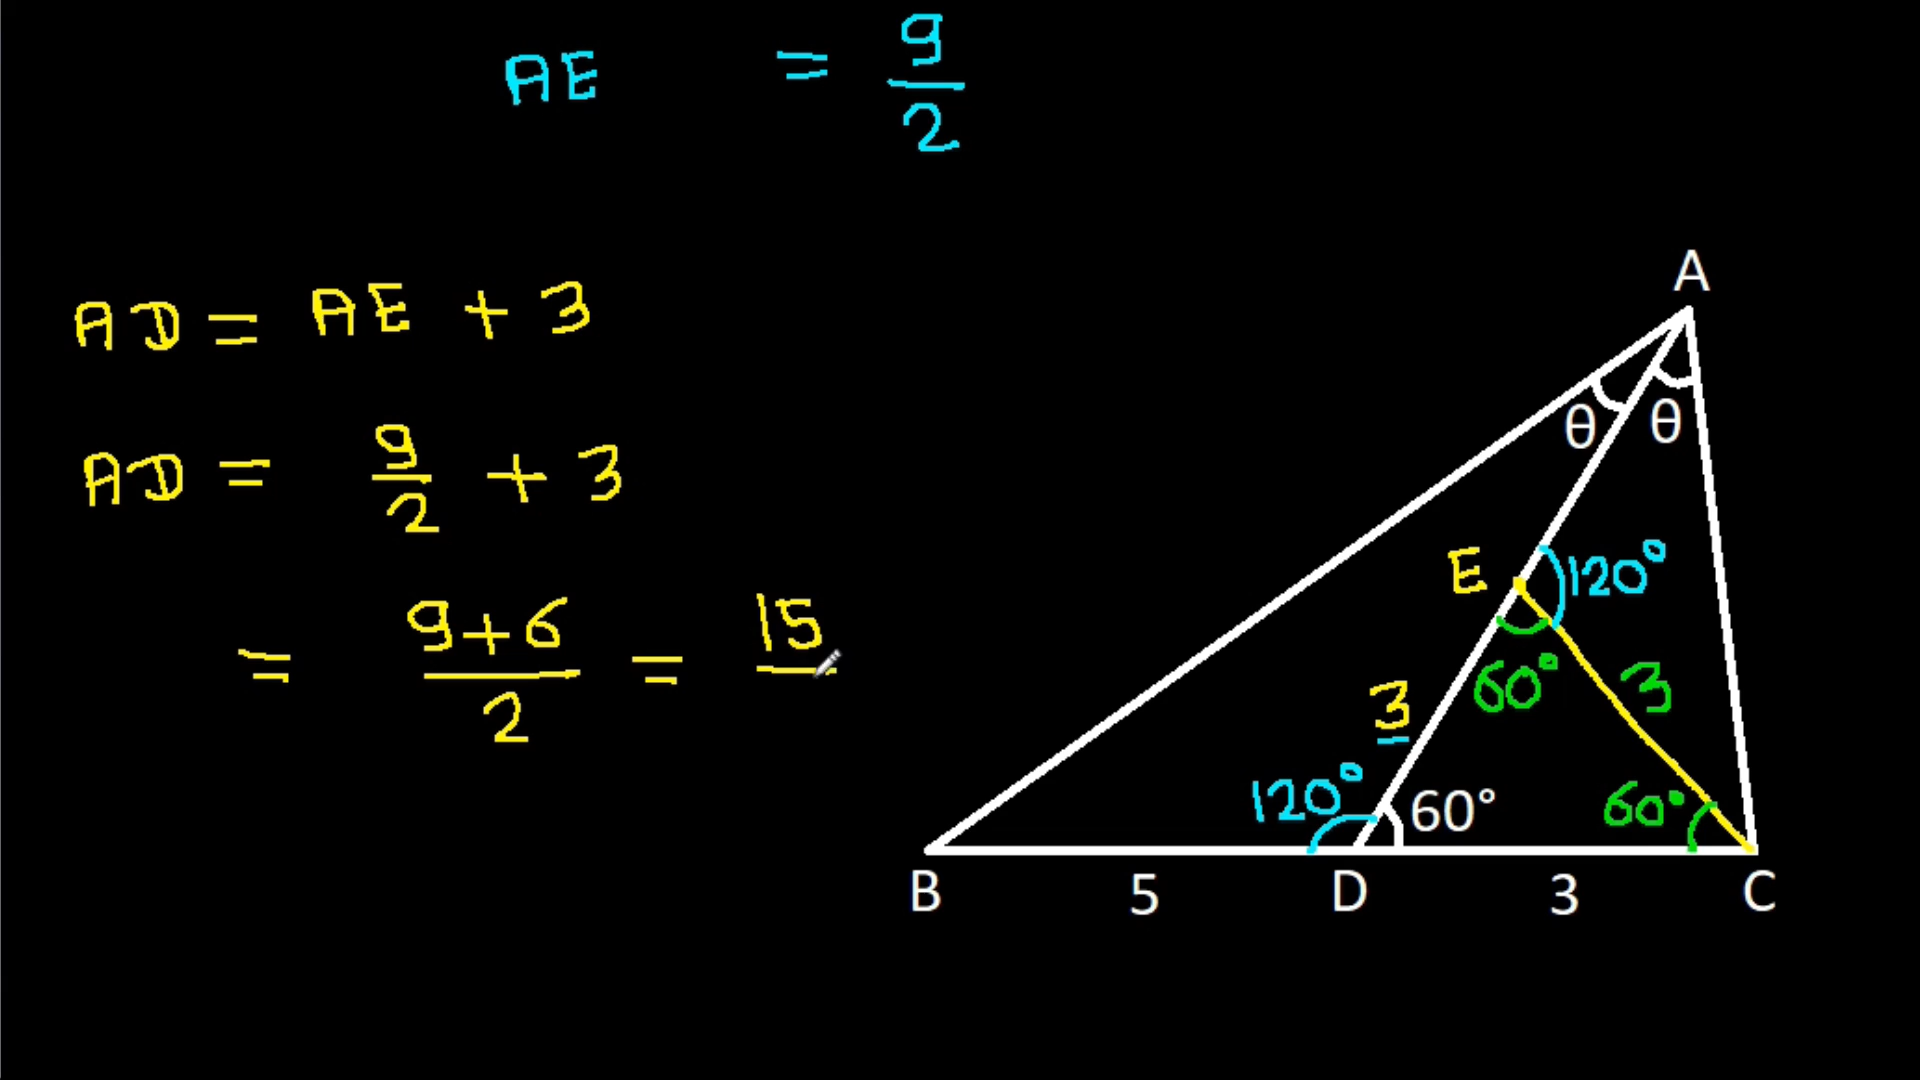 AE = 9/2
AD = AE + 3
AD = 9/2 + 3
= 9+6/2 = 15
A
θ θ
E 120°
60° 3
3
120° 60° 60°
B 5 D 3 C